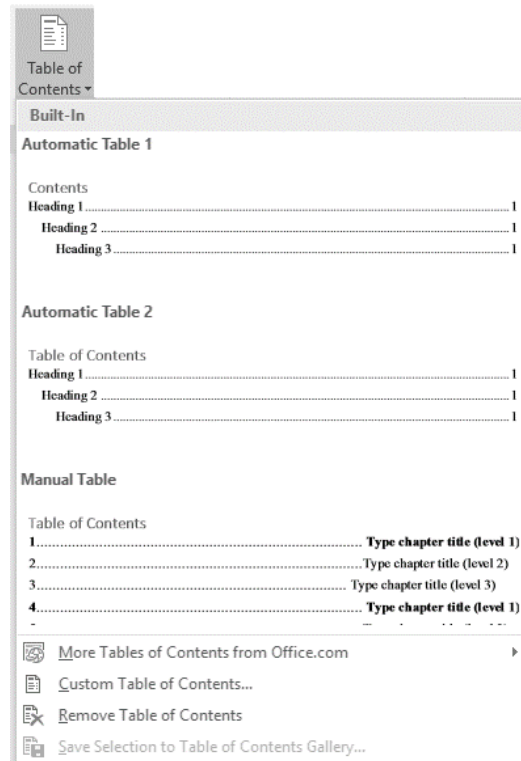 Table of
Contents
Built-In
Automatic Table 1
Contents
Heading 1........................................1
Heading 2........................................1
Heading 3........................................1
Automatic Table 2
Table of Contents
Heading 1........................................1
Heading 2........................................1
Heading 3........................................1
Manual Table
Table of Contents
1........................................Type chapter title (level 1)
2........................................Type chapter title (level 2)
3........................................Type chapter title (level 3)
4........................................Type chapter title (level 1)
More Tables of Contents from Office.com
Custom Table of Contents...
Remove Table of Contents
Save Selection to Table of Contents Gallery...